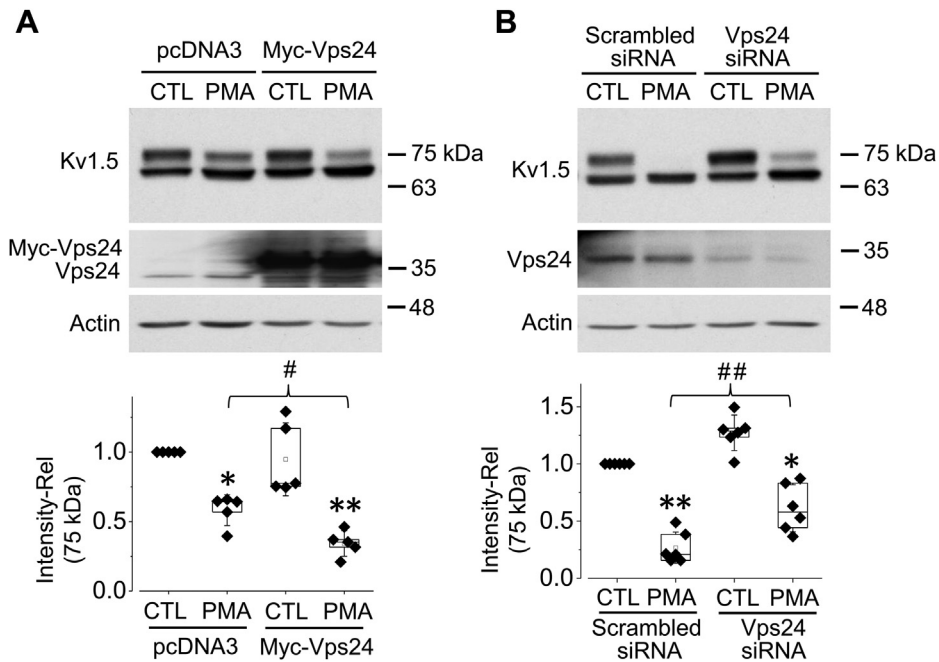 A
pcDNA3 Myc-Vps24
CTL PMA CTL PMA
Kv1.5
75 kDa
63
Myc-Vps24
Vps24
35
48
Actin
#
Intensity-Rel
(75 kDa)
1.0
0.5
0.0
*
**
CTL PMA CTL PMA
pcDNA3 Myc-Vps24
B
Scrambled
siRNA
Vps24
siRNA
CTL PMA CTL PMA
Kv1.5
75 kDa
63
Vps24
35
48
Actin
##
Intensity-Rel
(75 kDa)
1.5
1.0
0.5
0.0
**
*
CTL PMA CTL PMA
Scrambled
siRNA
Vps24
siRNA